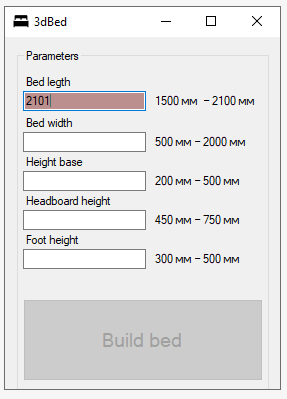 3dBed
Parameters
Bed legth
2101 1500 мм – 2100 мм
Bed width
500 мм – 2000 мм
Height base
200 мм – 500 мм
Headboard height
450 мм – 750 мм
Foot height
300 мм – 500 мм
Build bed